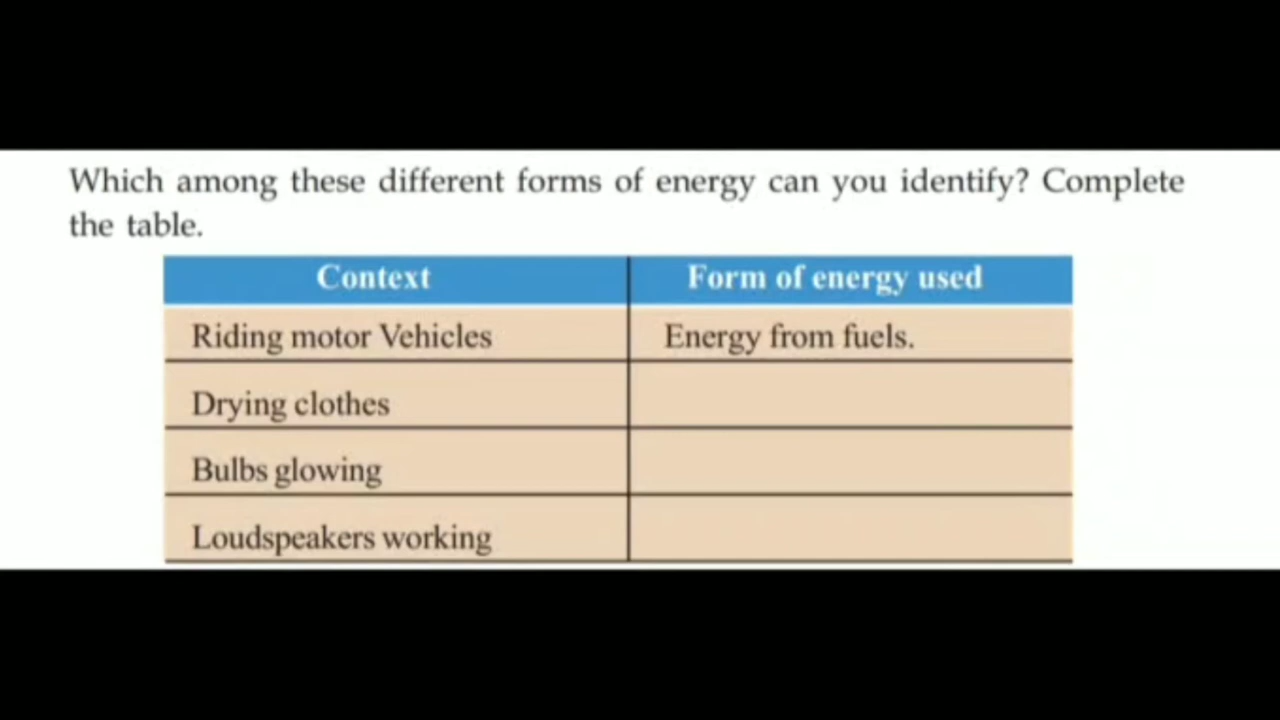 Which among these different forms of energy can you identify? Complete
the table.
Context Form of energy used
Riding motor Vehicles Energy from fuels.
Drying clothes
Bulbs glowing
Loudspeakers working